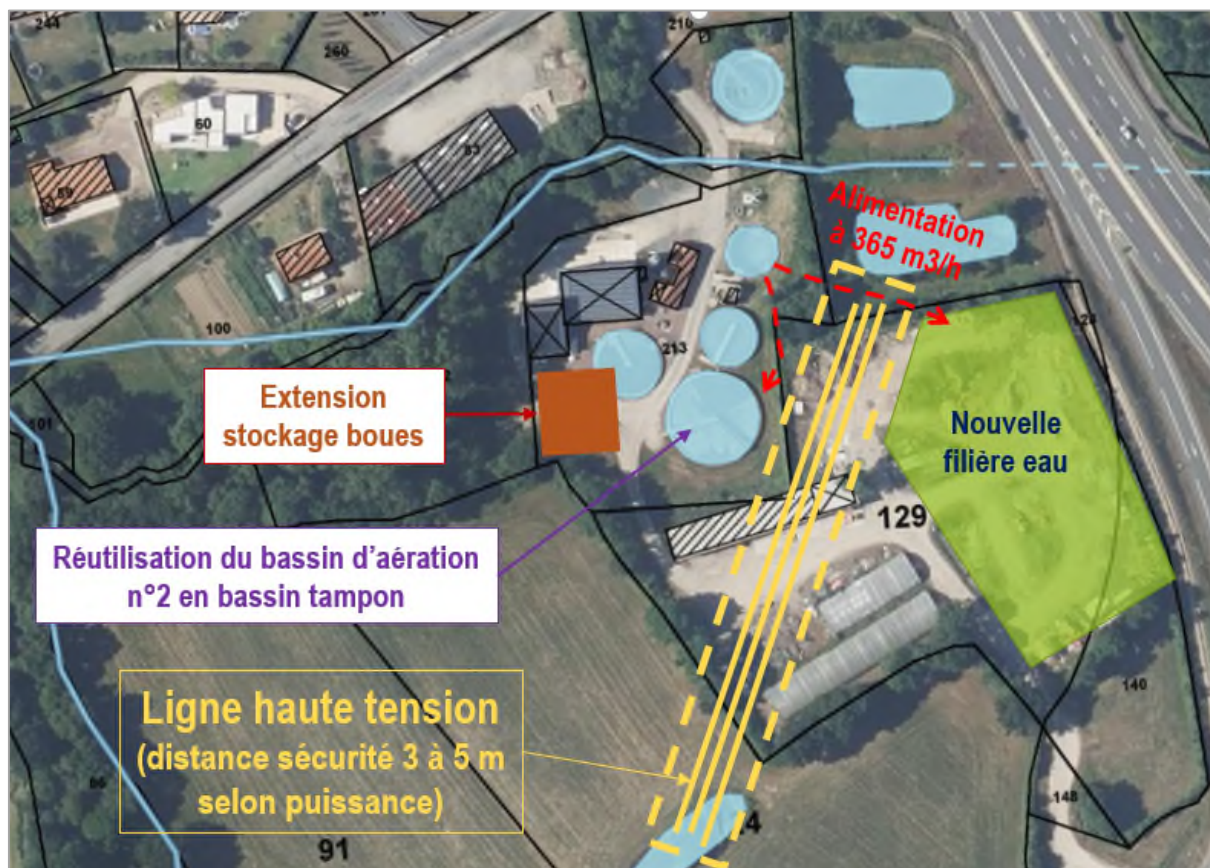 244
210
260
60
83
59
Alimentation
à 365 m3/h
100
213
124
101
Extension
stockage boues
Nouvelle
filière eau
129
Réutilisation du bassin d'aération
n°2 en bassin tampon
Ligne haute tension
(distance sécurité 3 à 5 m
selon puissance)
140
148
91